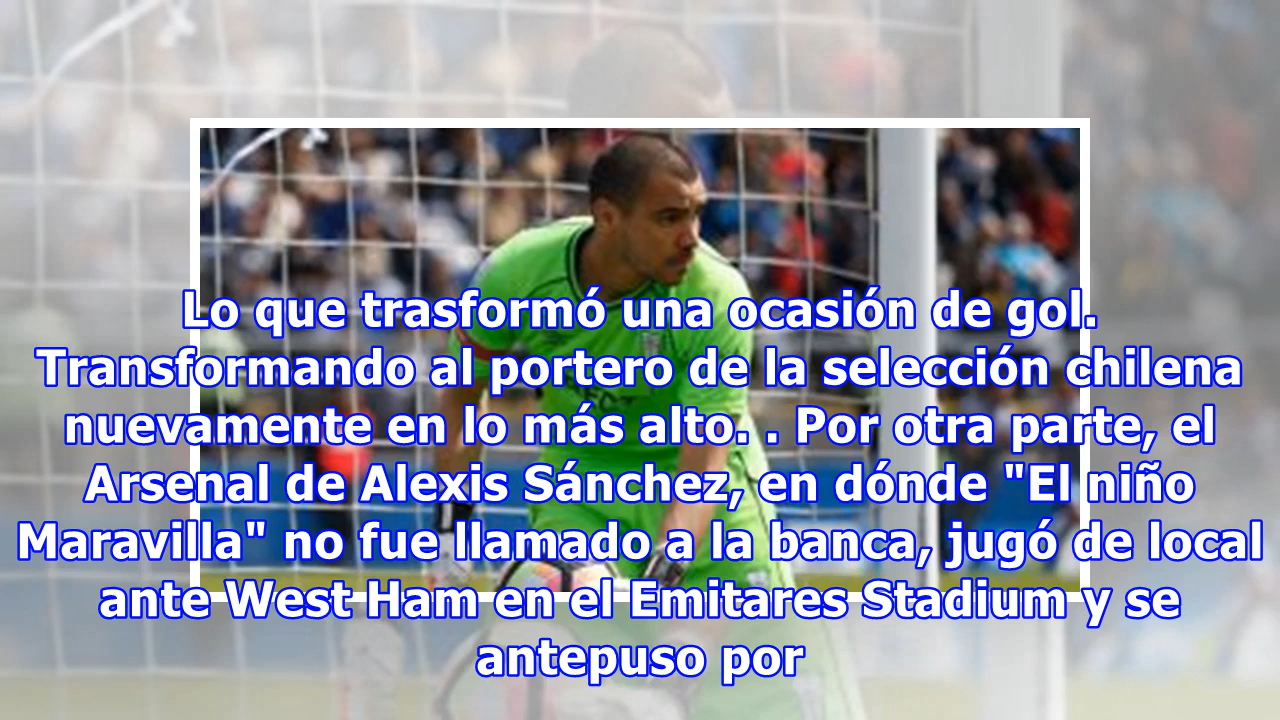 Lo que trasformó una ocasión de gol.
Transformando al portero de la selección chilena
nuevamente en lo más alto. . Por otra parte, el
Arsenal de Alexis Sánchez, en dónde "El niño
Maravilla" no fue llamado a la banca, jugó de local
ante West Ham en el Emitares Stadium y se
antepuso por